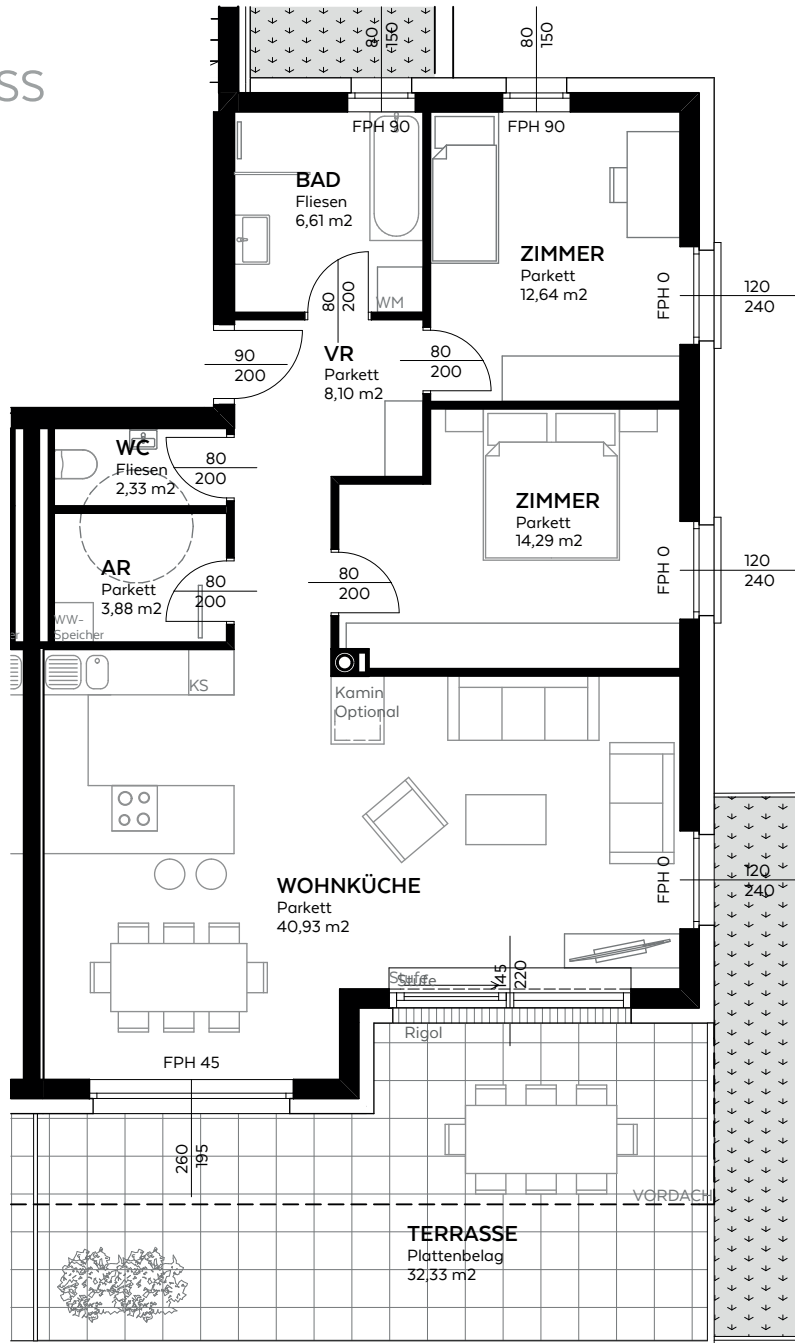 SS
80
150
80
150
FPH 90
FPH 90
BAD
Fliesen
6,61 m2
ZIMMER
Parkett
12,64 m2
FPH 0
120
240
80
200
WM
90
200
VR
Parkett
8,10 m2
80
200
WC
Fliesen
2,33 m2
80
200
ZIMMER
Parkett
14,29 m2
FPH 0
120
240
AR
Parkett
3,88 m2
80
200
80
200
WW-
Speicher
KS
Kamin
Optional
WOHNKÜCHE
Parkett
40,93 m2
FPH 0
120
240
Stufe
Stufe
145
220
Rigol
FPH 45
260
195
VORDACH
TERRASSE
Plattenbelag
32,33 m2